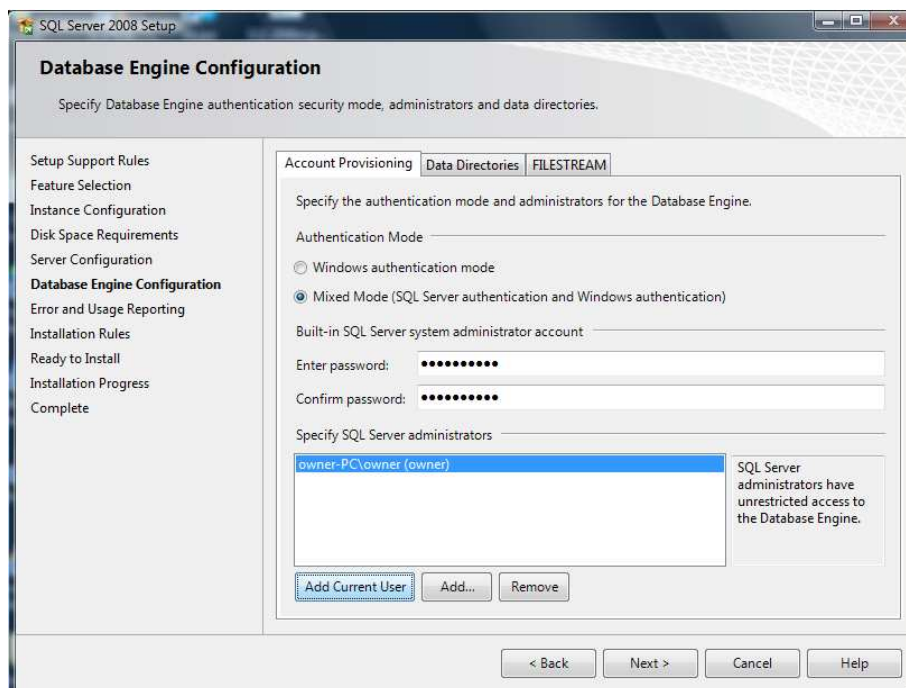 SQL Server 2008 Setup
Database Engine Configuration
Specify Database Engine authentication security mode, administrators and data directories.
Setup Support Rules
Feature Selection
Instance Configuration
Disk Space Requirements
Server Configuration
Database Engine Configuration
Error and Usage Reporting
Installation Rules
Ready to Install
Installation Progress
Complete
Account Provisioning
Data Directories
FILESTREAM
Specify the authentication mode and administrators for the Database Engine.
Authentication Mode
Windows authentication mode
Mixed Mode (SQL Server authentication and Windows authentication)
Built-in SQL Server system administrator account
Enter password: ●●●●●●●●●●
Confirm password: ●●●●●●●●●●
Specify SQL Server administrators
owner-PC\owner (owner)
SQL Server
administrators have
unrestricted access to
the Database Engine.
Add Current User
Add...
Remove
< Back
Next >
Cancel
Help